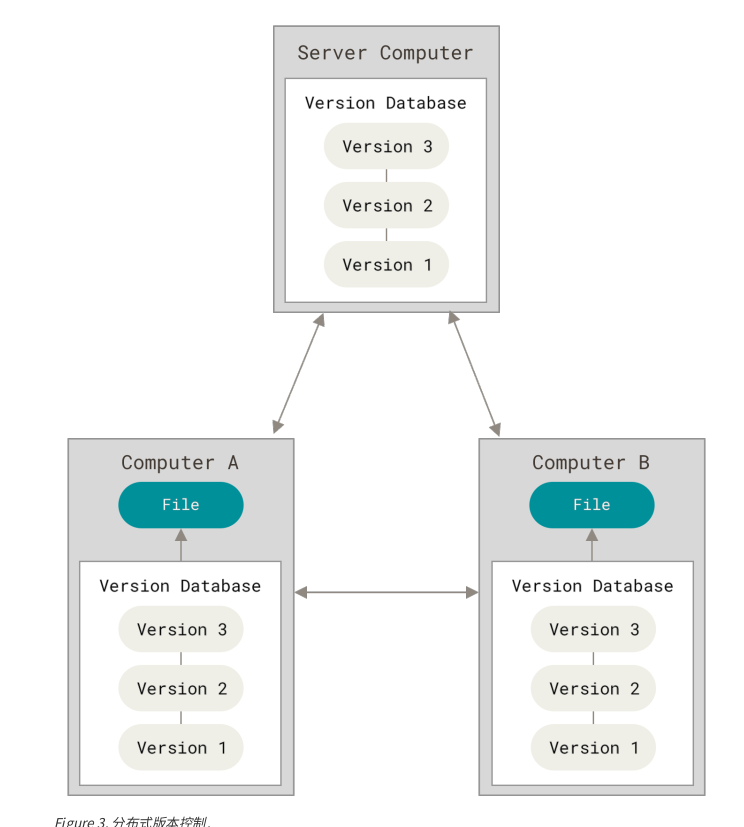 Server Computer
Version Database
Version 3
Version 2
Version 1
Computer A
File
Version Database
Version 3
Version 2
Version 1
Computer B
File
Version Database
Version 3
Version 2
Version 1
Figure 3. 分布式版本控制.